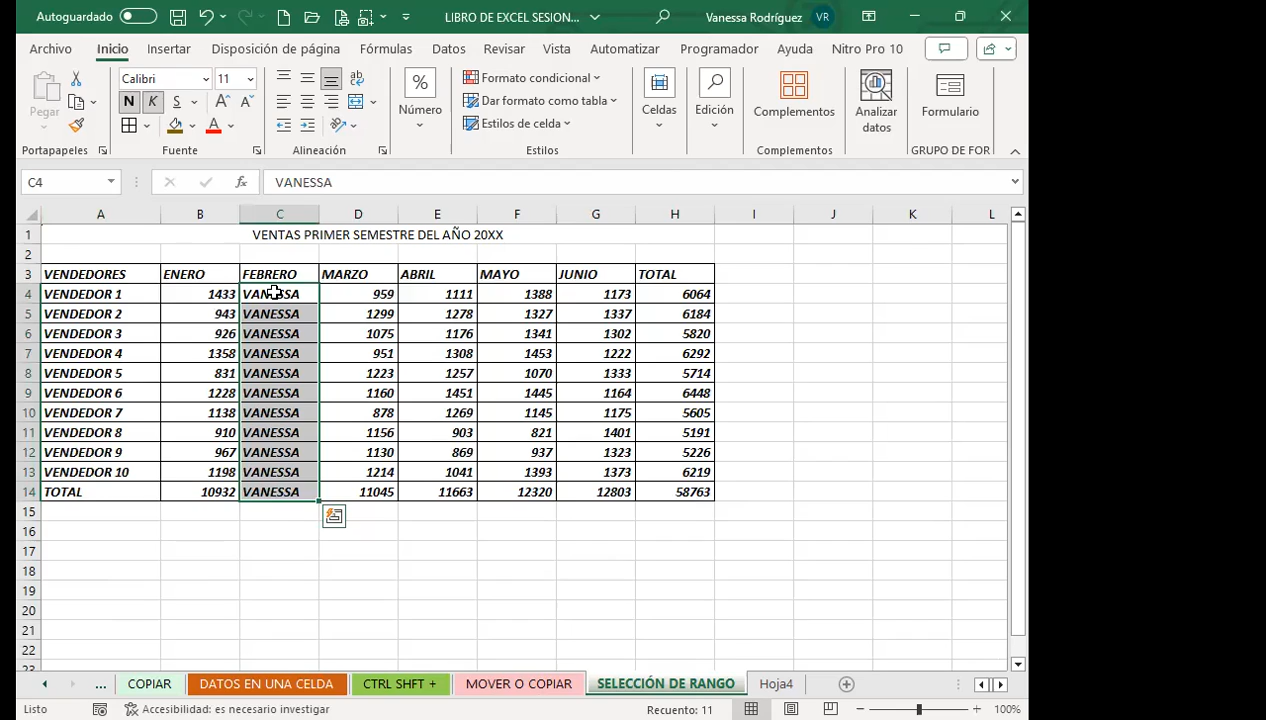 Autoguardado LIBRO DE EXCEL SESION... Vanessa Rodríguez VR
Archivo Inicio Insertar Disposición de página Fórmulas Datos Revisar Vista Automatizar Programador Ayuda Nitro Pro 10
Pegar
Portapapeles
Calibri 11
N K S A A
A
Fuente
ab
Alineación
%
Número
Formato condicional
Dar formato como tabla
Estilos de celda
Estilos
Celdas
Edición
Complementos
Complementos
Analizar
datos
Formulario
GRUPO DE FOR
C4 fx VANESSA
A B C D E F G H I J K L
1 VENTAS PRIMER SEMESTRE DEL AÑO 20XX
2
3 VENDEDORES ENERO FEBRERO MARZO ABRIL MAYO JUNIO TOTAL
4 VENDEDOR 1 1433 VANESSA 959 1111 1388 1173 6064
5 VENDEDOR 2 943 VANESSA 1299 1278 1327 1337 6184
6 VENDEDOR 3 926 VANESSA 1075 1176 1341 1302 5820
7 VENDEDOR 4 1358 VANESSA 951 1308 1453 1222 6292
8 VENDEDOR 5 831 VANESSA 1223 1257 1070 1333 5714
9 VENDEDOR 6 1228 VANESSA 1160 1451 1445 1164 6448
10 VENDEDOR 7 1138 VANESSA 878 1269 1145 1175 5605
11 VENDEDOR 8 910 VANESSA 1156 903 821 1401 5191
12 VENDEDOR 9 967 VANESSA 1130 869 937 1323 5226
13 VENDEDOR 10 1198 VANESSA 1214 1041 1393 1373 6219
14 TOTAL 10932 VANESSA 11045 11663 12320 12803 58763
15
16
17
18
19
20
21
22
23
... COPIAR DATOS EN UNA CELDA CTRL SHFT + MOVER O COPIAR SELECCIÓN DE RANGO Hoja4
Listo Accesibilidad: es necesario investigar Recuento: 11 100%